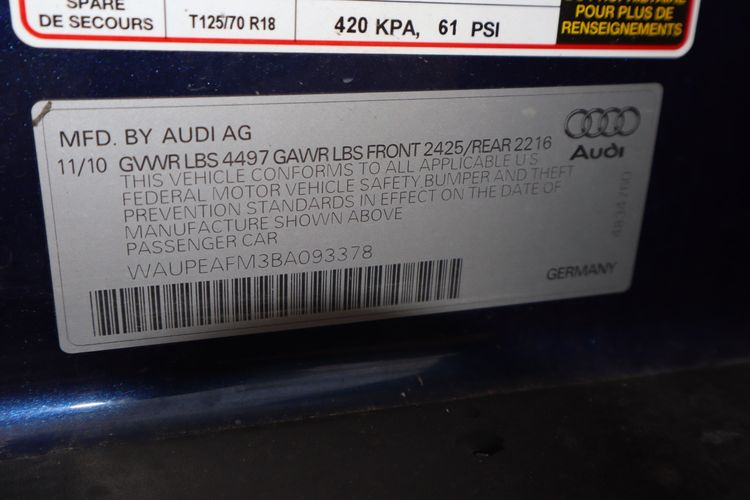 SPARE
DE SECOURS
T125/70 R18
420 KPA, 61 PSI
POUR PLUS DE
RENSEIGNEMENTS
MFD. BY AUDI AG
11/10 GVWR LBS 4497 GAWR LBS FRONT 2425/REAR 2216
THIS VEHICLE CONFORMS TO ALL APPLICABLE U.S
FEDERAL MOTOR VEHICLE SAFETY, BUMPER AND THEFT
PREVENTION STANDARDS IN EFFECT ON THE DATE OF
MANUFACTURE SHOWN ABOVE
PASSENGER CAR
WAUPEAFM3BA093378
Audi
GERMANY